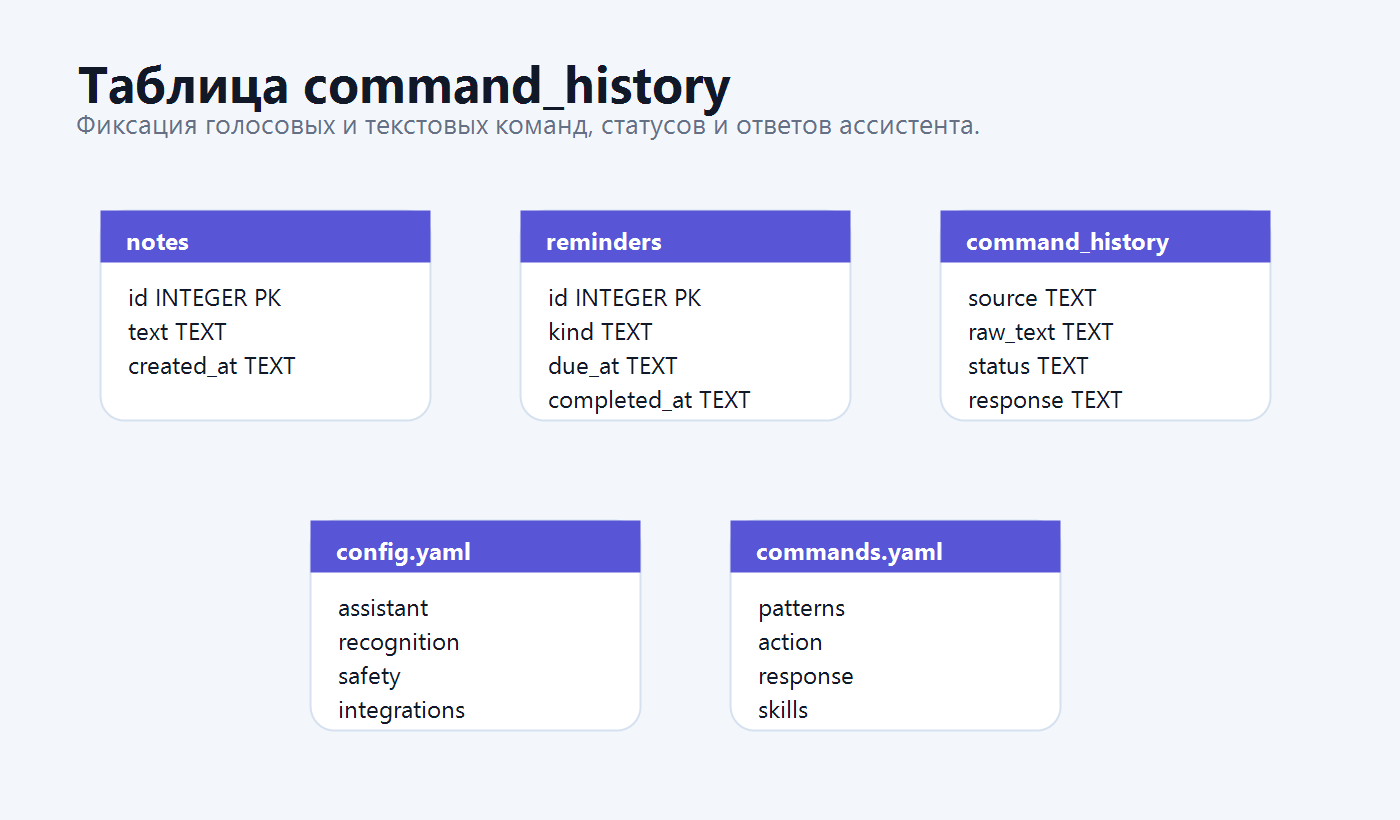 Таблица command_history
Фиксация голосовых и текстовых команд, статусов и ответов ассистента.
notes
id INTEGER PK
text TEXT
created_at TEXT
reminders
id INTEGER PK
kind TEXT
due_at TEXT
completed_at TEXT
command_history
source TEXT
raw_text TEXT
status TEXT
response TEXT
config.yaml
assistant
recognition
safety
integrations
commands.yaml
patterns
action
response
skills